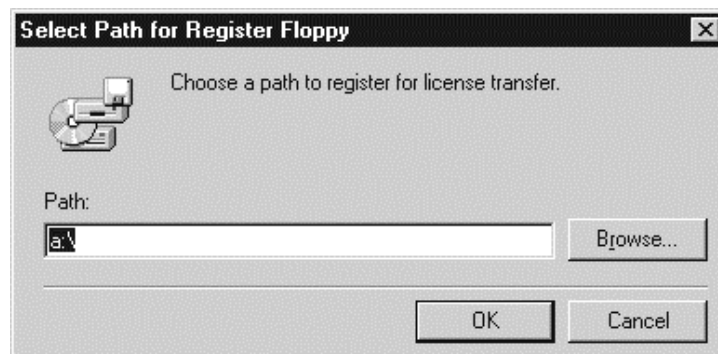 Select Path for Register Floppy
Choose a path to register for license transfer.
Path:
a:\
Browse...
OK
Cancel